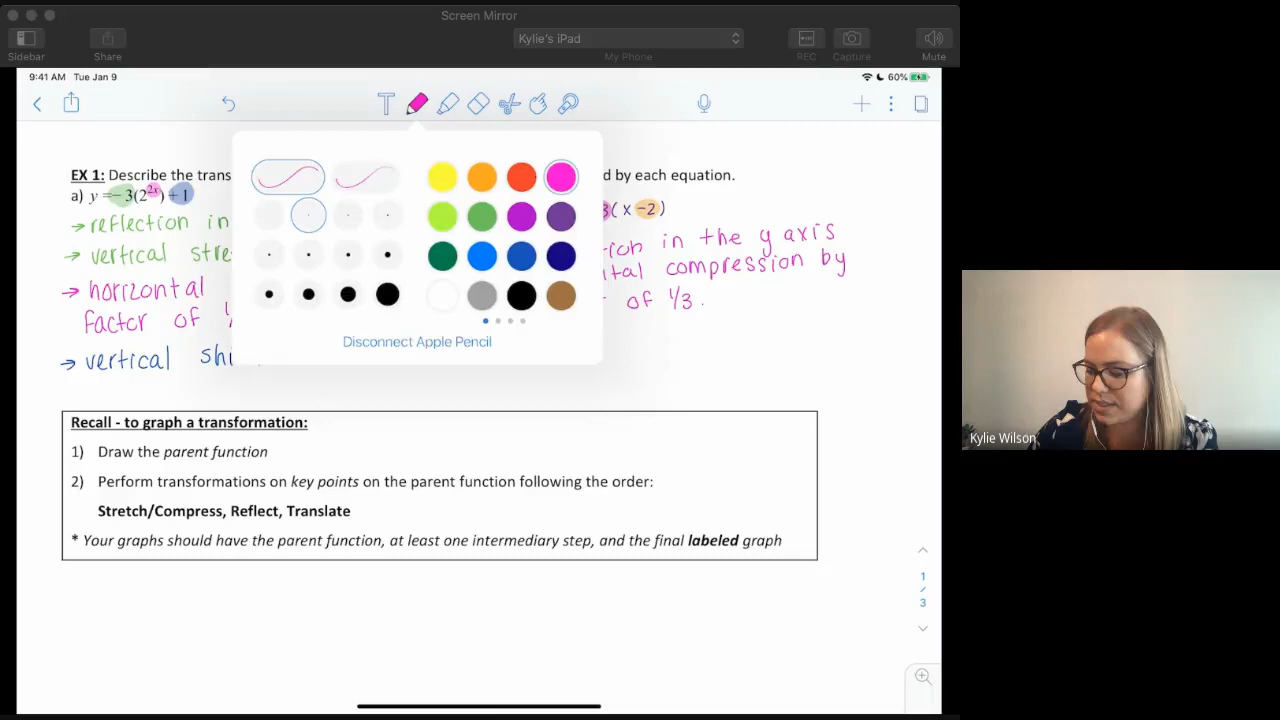 Screen Mirror
Sidebar
Share
Kylie's iPad
My Phone
REC
Capture
Mute
9:41 AM Tue Jan 9
60%
T
EX 1: Describe the trans
d by each equation.
a) y = -3(2^{2x}) + 1
3(x -2)
→ reflection in
→ vertical stre
→ horizontal
factor of
→ vertical shi
in the y axis
compression by
of 1/3.
Disconnect Apple Pencil
Recall - to graph a transformation:
1) Draw the parent function
2) Perform transformations on key points on the parent function following the order:
Stretch/Compress, Reflect, Translate
* Your graphs should have the parent function, at least one intermediary step, and the final labeled graph
1
/
3
Kylie Wilson